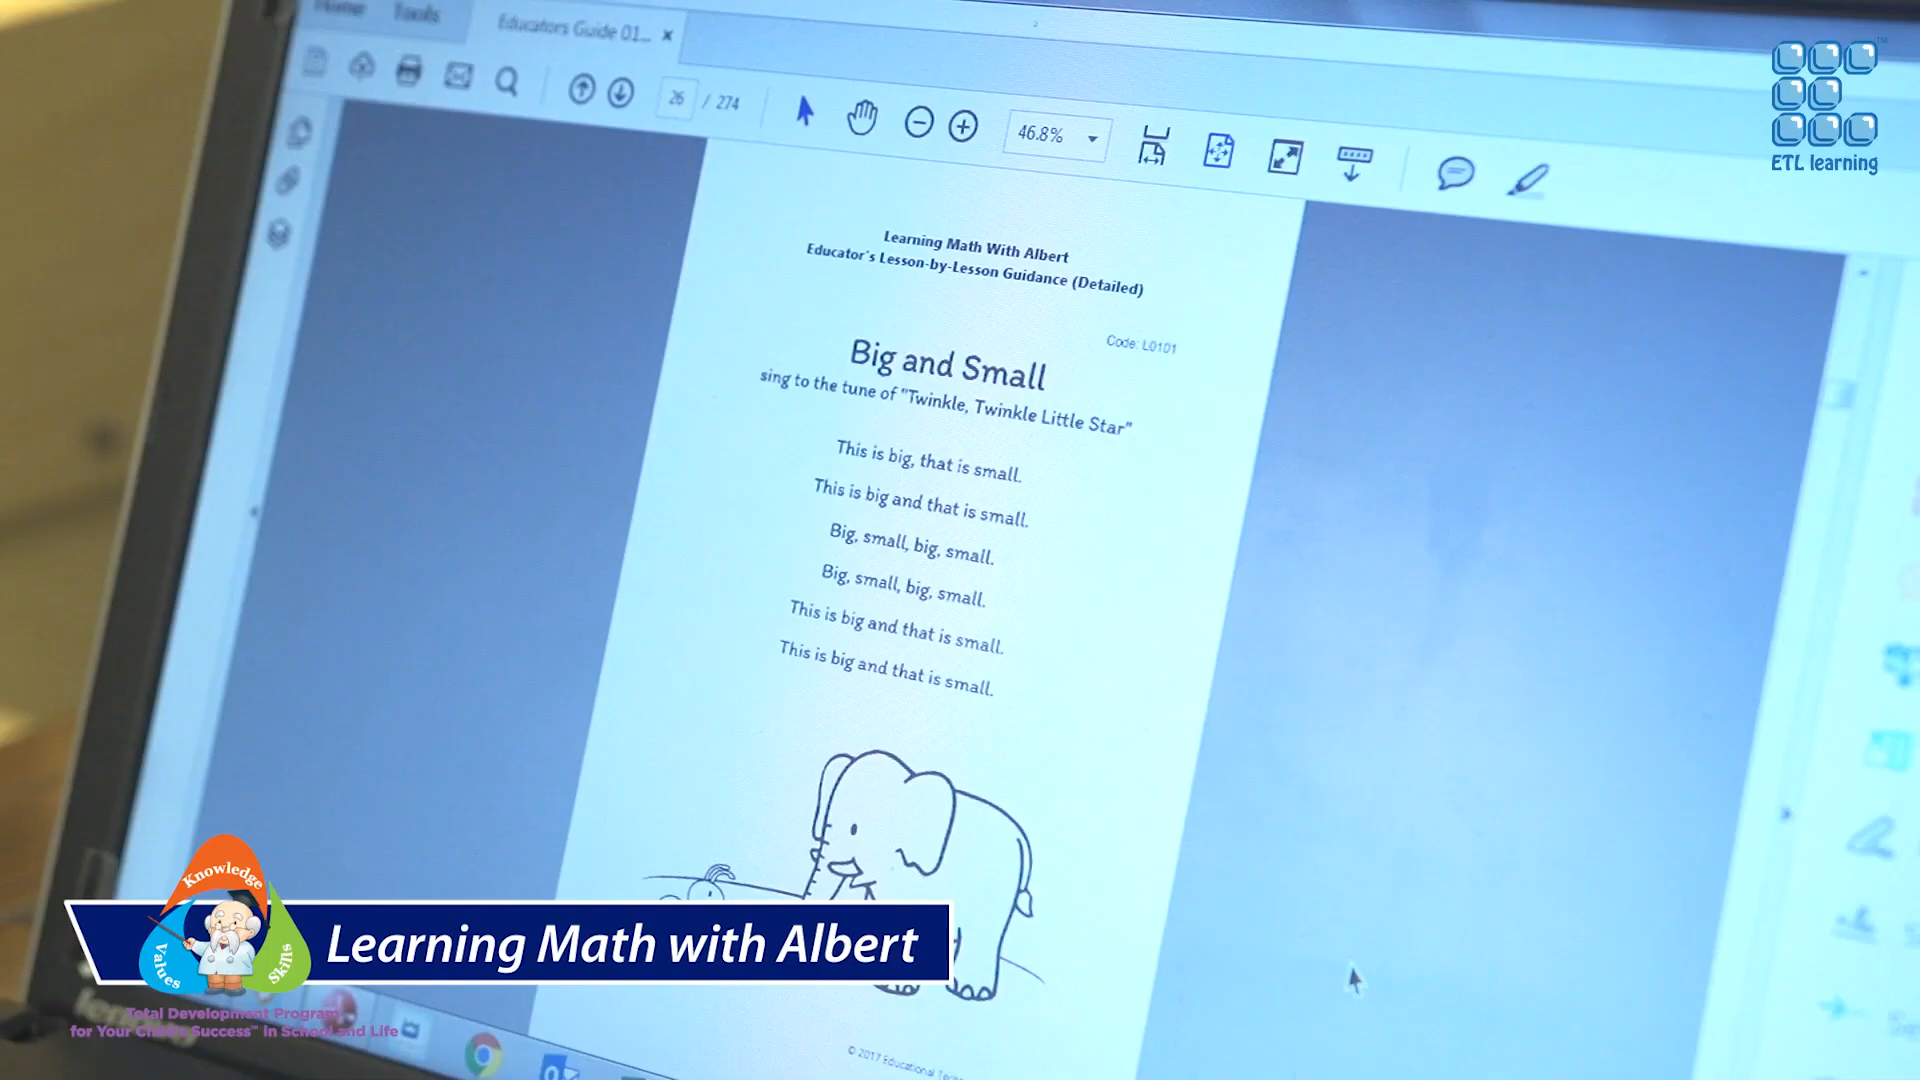 Home Tools Educators Guide 01... ×
26 / 274 46.8%
ETL learning
Learning Math With Albert
Educator's Lesson-by-Lesson Guidance (Detailed)
Code: L0101
Big and Small
sing to the tune of "Twinkle, Twinkle Little Star"
This is big, that is small.
This is big and that is small.
Big, small, big, small.
Big, small, big, small.
This is big and that is small.
This is big and that is small.
Knowledge
Values
Skills
Learning Math with Albert
Total Development Program
for Your Child's Success™ in School and Life
© 2017 Educational